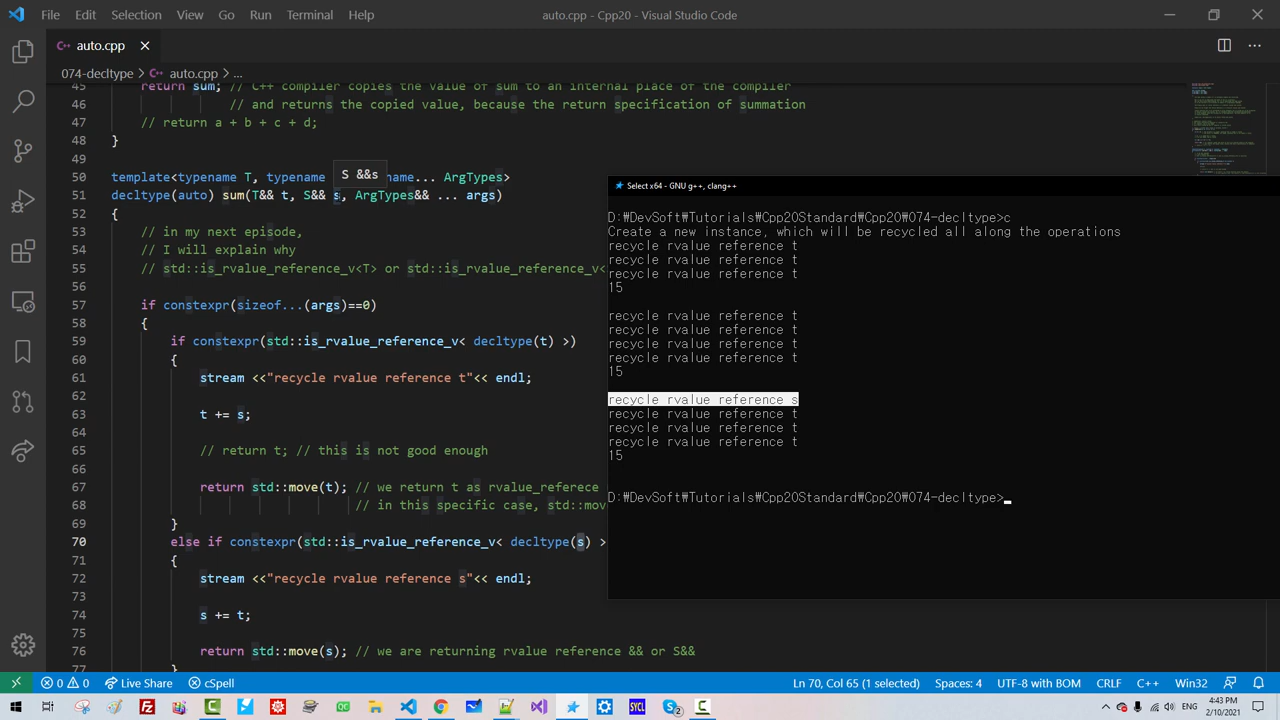 File Edit Selection View Go Run Terminal Help auto.cpp - Cpp20 - Visual Studio Code
auto.cpp
074-decltype > auto.cpp > ...
45 return sum; // C++ compiler copies the value of sum to an internal place of the compiler
46 // and returns the copied value, because the return specification of summation
47 // return a + b + c + d;
48 }
49
50 template<typename T, typename S &&s name... ArgTypes
51 decltype(auto) sum(T&& t, S&& s, ArgTypes&& ... args)
52 {
53 // in my next episode,
54 // I will explain why
55 // std::is_rvalue_reference_v<T> or std::is_rvalue_reference_v<
56
57 if constexpr(sizeof...(args)==0)
58 {
59 if constexpr(std::is_rvalue_reference_v< decltype(t) >)
60 {
61 stream <<"recycle rvalue reference t"<< endl;
62
63 t += s;
64
65 // return t; // this is not good enough
66
67 return std::move(t); // we return t as rvalue_referece
68 // in this specific case, std::mov
69 }
70 else if constexpr(std::is_rvalue_reference_v< decltype(s) >
71 {
72 stream <<"recycle rvalue reference s"<< endl;
73
74 s += t;
75
76 return std::move(s); // we are returning rvalue reference && or S&&
77 }
Select x64 - GNU g++, clang++
D:₩DevSoft₩Tutorials₩Cpp20Standard₩Cpp20₩074-decltype>c
Create a new instance, which will be recycled all along the operations
recycle rvalue reference t
recycle rvalue reference t
recycle rvalue reference t
15
recycle rvalue reference t
recycle rvalue reference t
recycle rvalue reference t
recycle rvalue reference t
15
recycle rvalue reference s
recycle rvalue reference t
recycle rvalue reference t
recycle rvalue reference t
15
D:₩DevSoft₩Tutorials₩Cpp20Standard₩Cpp20₩074-decltype>
0 0 Live Share cSpell Ln 70, Col 65 (1 selected) Spaces: 4 UTF-8 with BOM CRLF C++ Win32
ENG 4:43 PM
2/10/2021